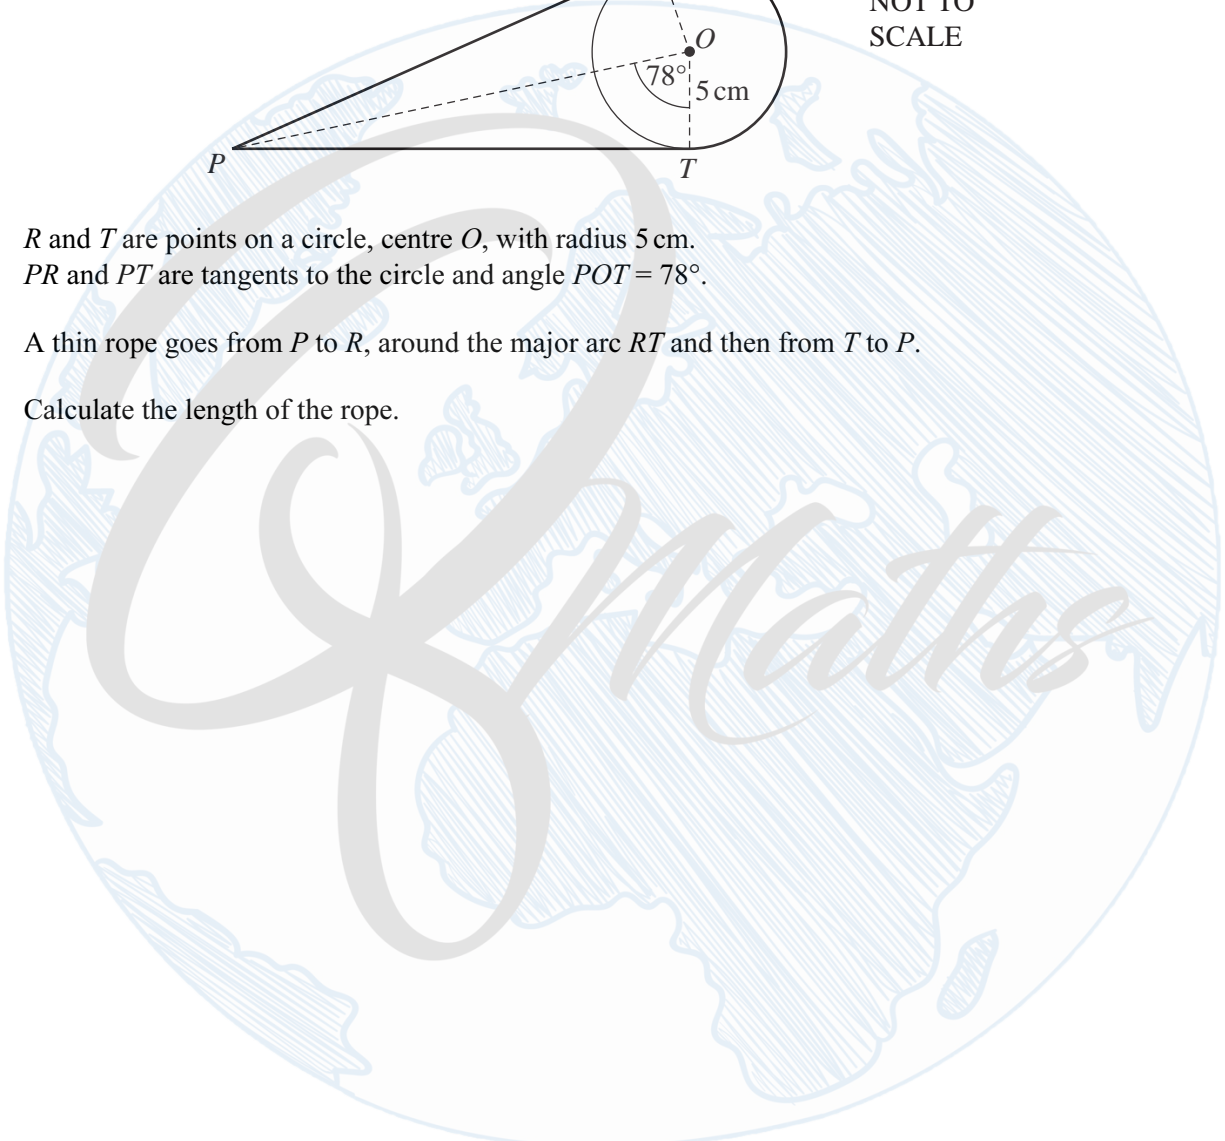 NOT TO
SCALE
O
78°
5 cm
P
T
R and T are points on a circle, centre O, with radius 5 cm.
PR and PT are tangents to the circle and angle POT = 78°.
A thin rope goes from P to R, around the major arc RT and then from T to P.
Calculate the length of the rope.
Maths